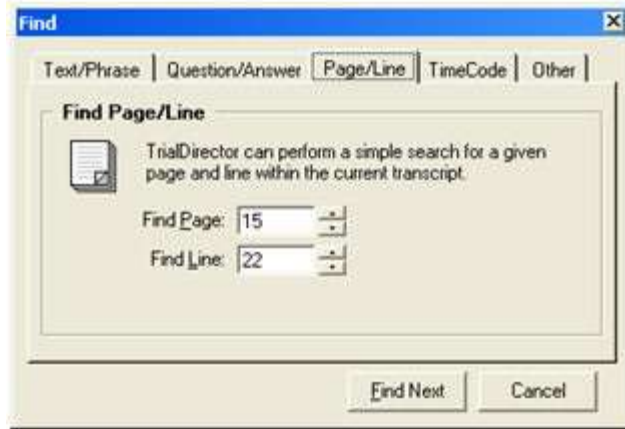 Find
Text/Phrase Question/Answer Page/Line TimeCode Other
Find Page/Line
TrialDirector can perform a simple search for a given
page and line within the current transcript.
Find Page: 15
Find Line: 22
Find Next Cancel